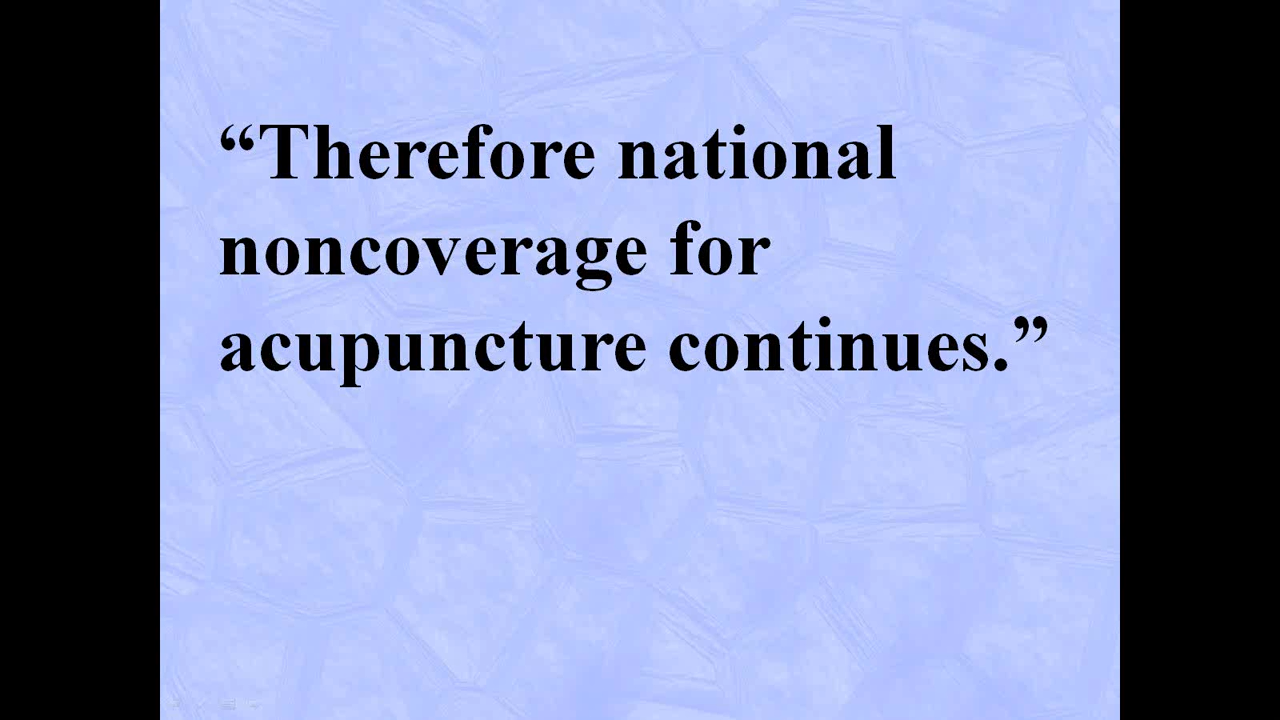 “Therefore national
noncoverage for
acupuncture continues.”